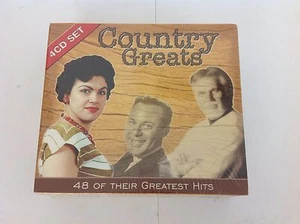 4CD SET
Country
Greats
48 OF THEIR GREATEST HITS